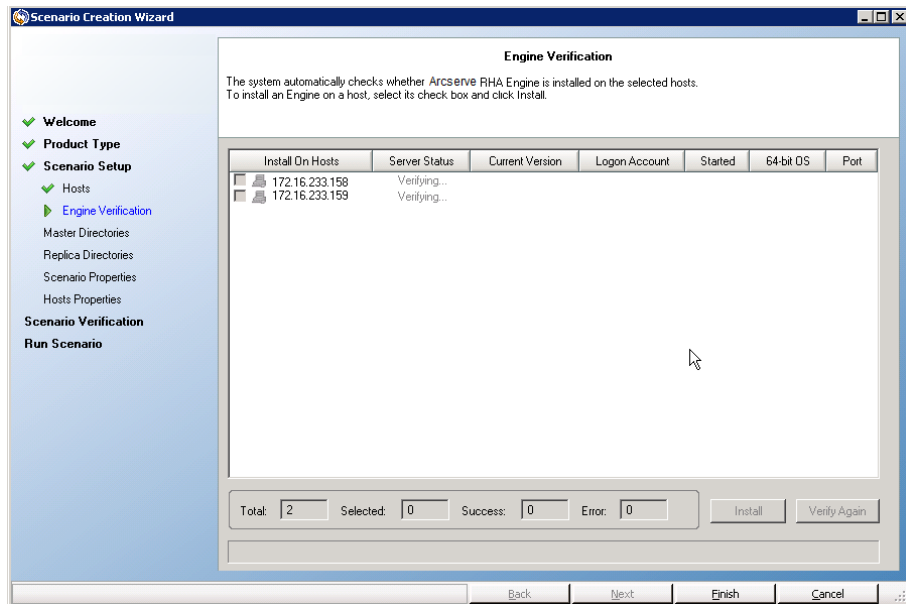 Scenario Creation Wizard
Engine Verification
The system automatically checks whether Arcserve RHA Engine is installed on the selected hosts.
To install an Engine on a host, select its check box and click Install.
Welcome
Product Type
Scenario Setup
Hosts
Engine Verification
Master Directories
Replica Directories
Scenario Properties
Hosts Properties
Scenario Verification
Run Scenario
Install On Hosts Server Status Current Version Logon Account Started 64-bit OS Port
172.16.233.158 Verifying...
172.16.233.159 Verifying...
Total: 2 Selected: 0 Success: 0 Error: 0 Install Verify Again
Back Next Finish Cancel